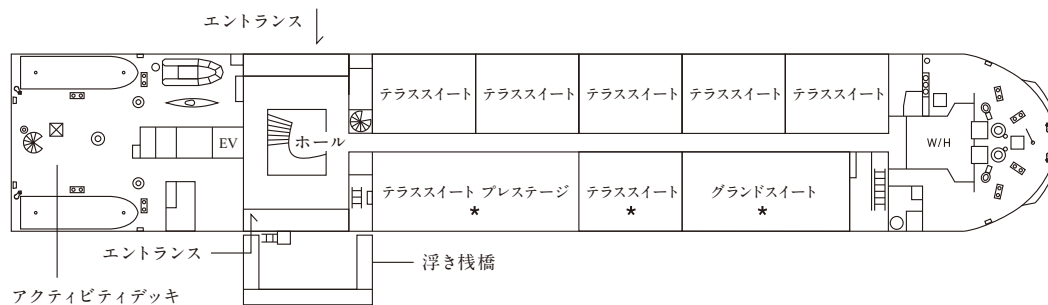 エントランス
テラススイート
テラススイート
テラススイート
テラススイート
テラススイート
EV
ホール
W/H
テラススイート プレステージ
*
テラススイート
*
グランドスイート
*
エントランス
浮き桟橋
アクティビティデッキ